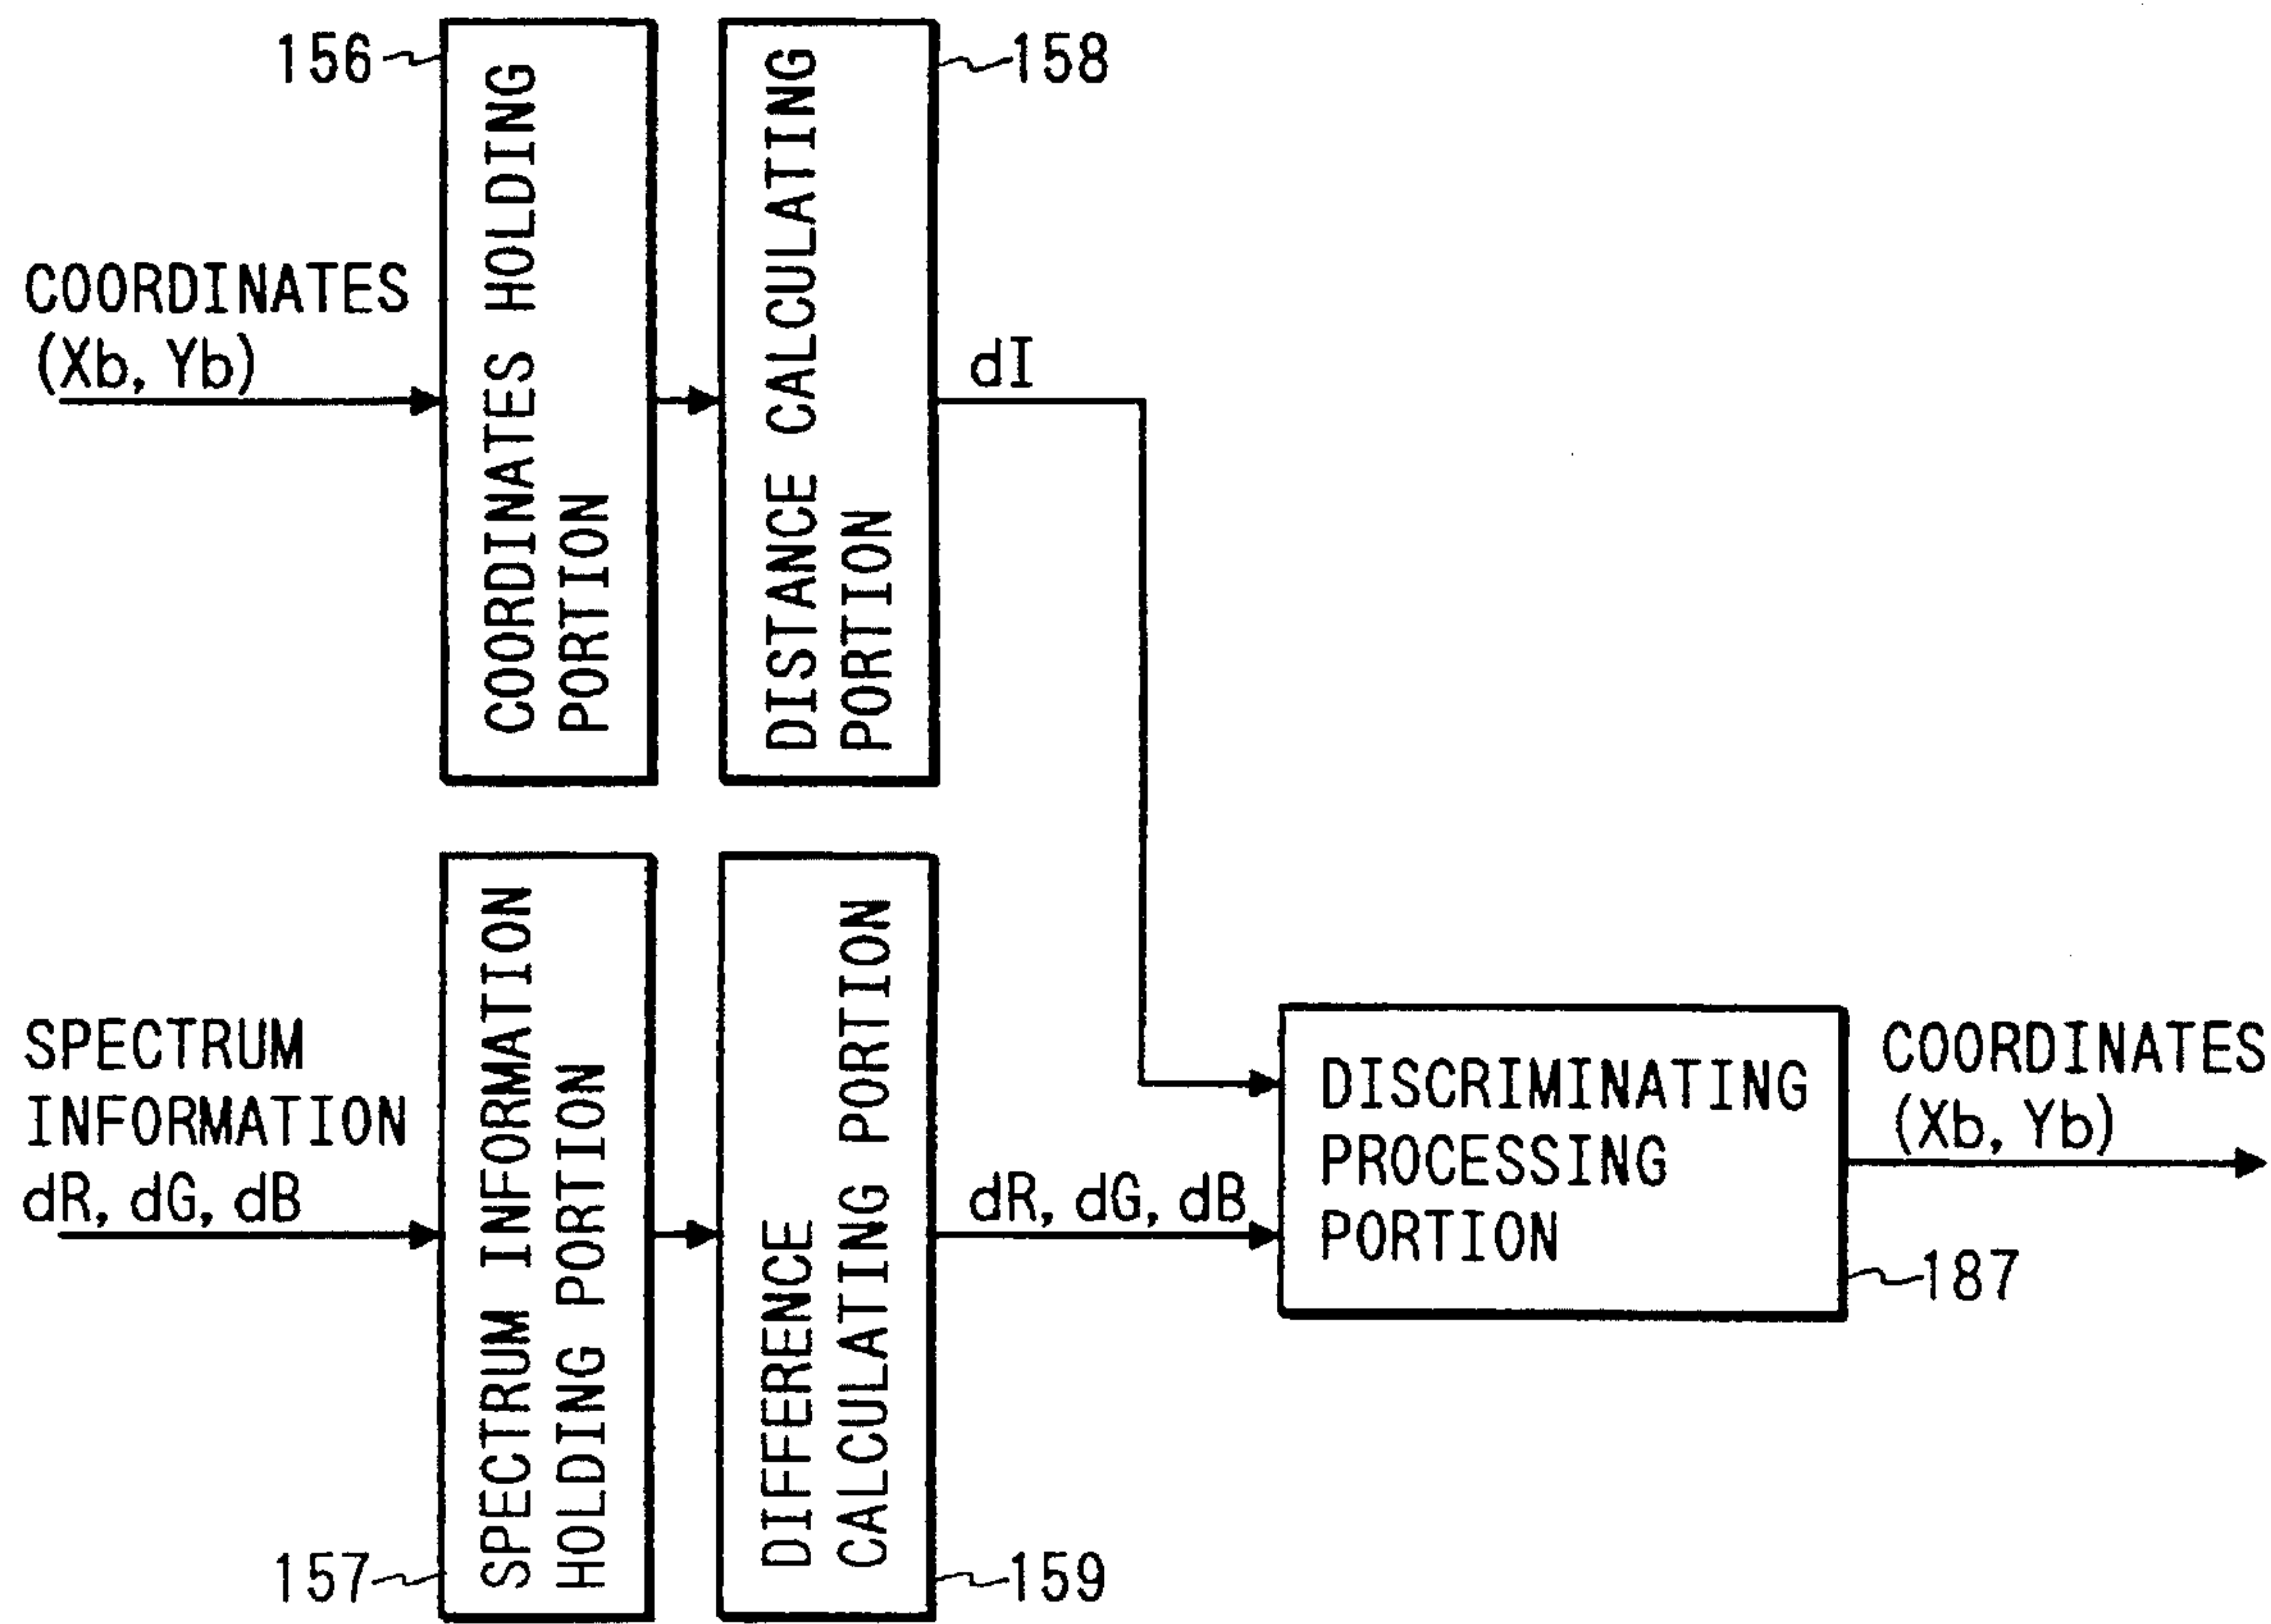 156
COORDINATES HOLDING
PORTION
158
DISTANCE CALCULATING
PORTION
COORDINATES
(Xb, Yb)
dI
157
SPECTRUM INFORMATION
HOLDING PORTION
159
DIFFERENCE
CALCULATING PORTION
SPECTRUM
INFORMATION
dR, dG, dB
dR, dG, dB
DISCRIMINATING
PROCESSING
PORTION
187
COORDINATES
(Xb, Yb)